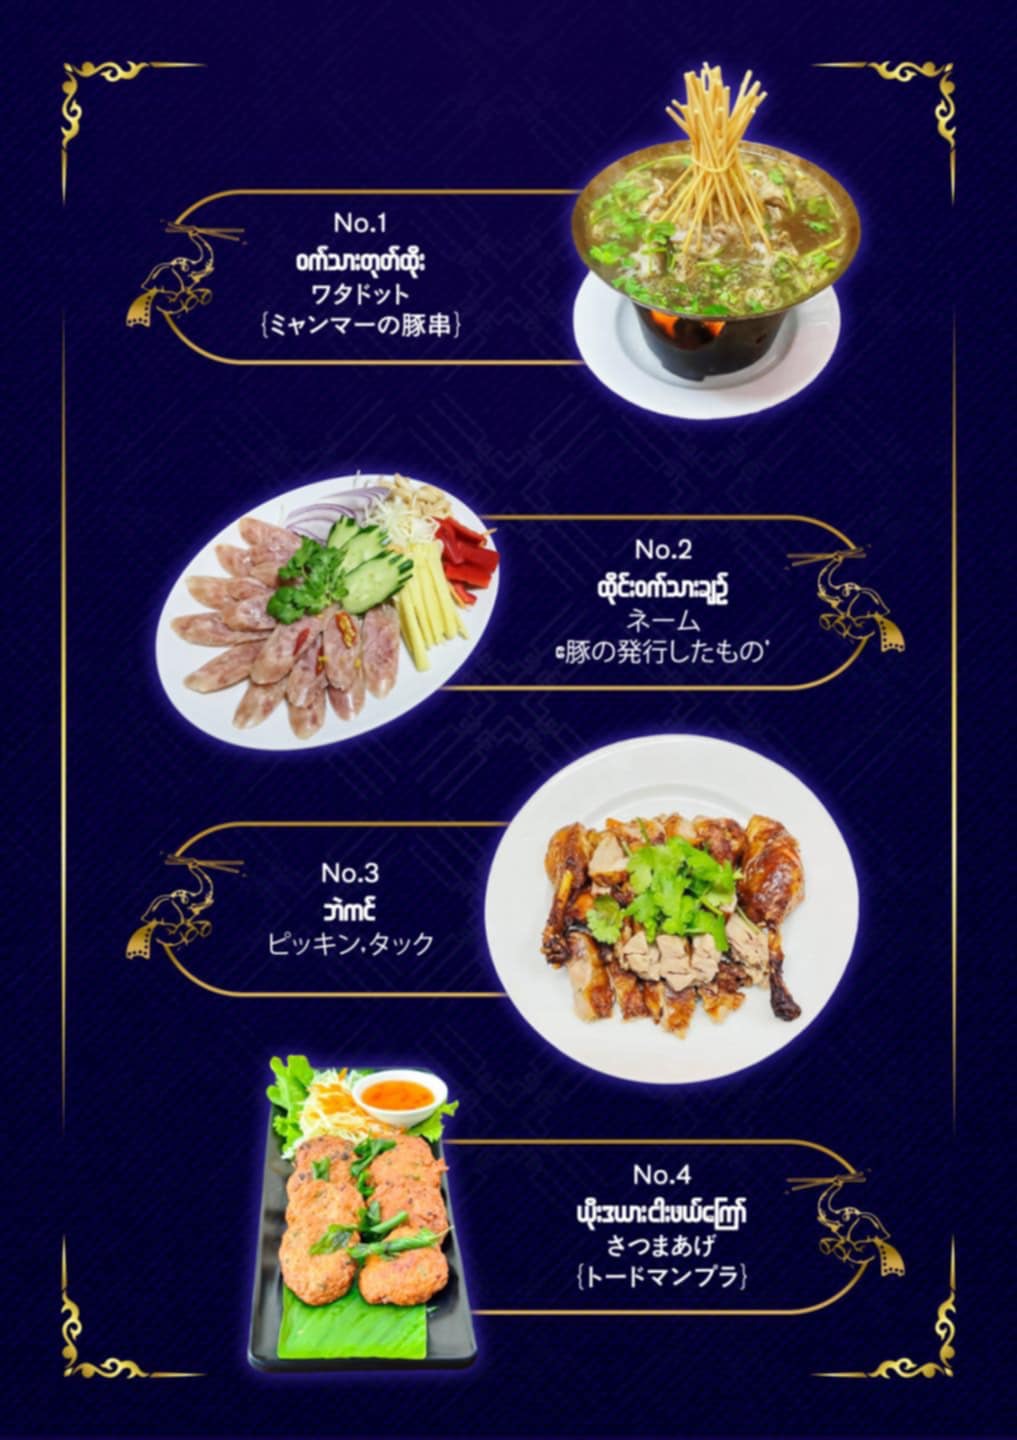 No.1
ဝက်သားတုတ်ထိုး
ワタドット
{ミャンマーの豚串}
No.2
ထိုင်းဝက်သားချဉ်
ネーム
豚の発行したもの
No.3
ဘဲကင်
ピッキン,タック
No.4
ယိုးဒယားငါးဖယ်ကြော်
さつまあげ
{トードマンプラ}